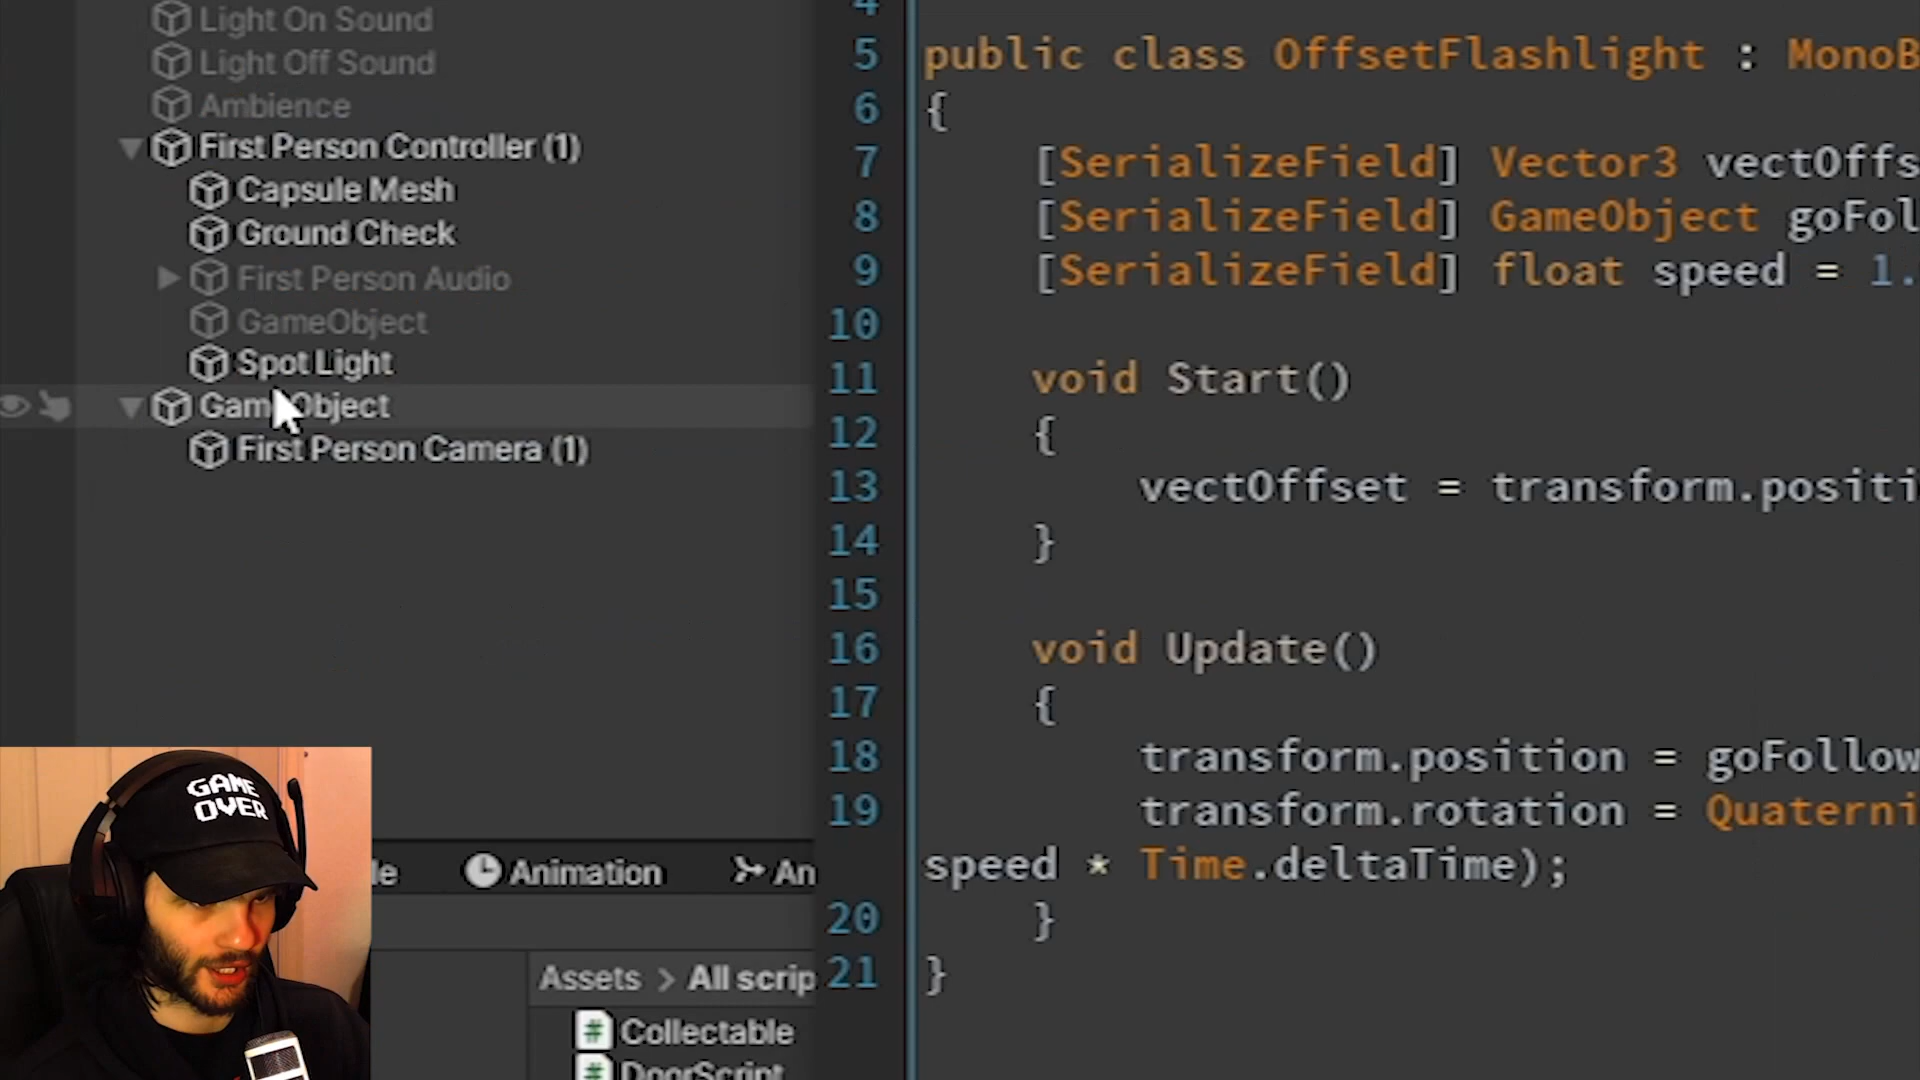 Light On Sound
Light Off Sound
Ambience
First Person Controller (1)
Capsule Mesh
Ground Check
First Person Audio
GameObject
Spot Light
GameObject
First Person Camera (1)
4
5 public class OffsetFlashlight : MonoB
6 {
7 [SerializeField] Vector3 vectOffs
8 [SerializeField] GameObject goFol
9 [SerializeField] float speed = 1.
10
11 void Start()
12 {
13 vectOffset = transform.positi
14 }
15
16 void Update()
17 {
18 transform.position = goFollow
19 transform.rotation = Quaterni
speed * Time.deltaTime);
20 }
21 }
le Animation An
Assets > All scrip
# Collectable
# DoorScript
GAME
OVER